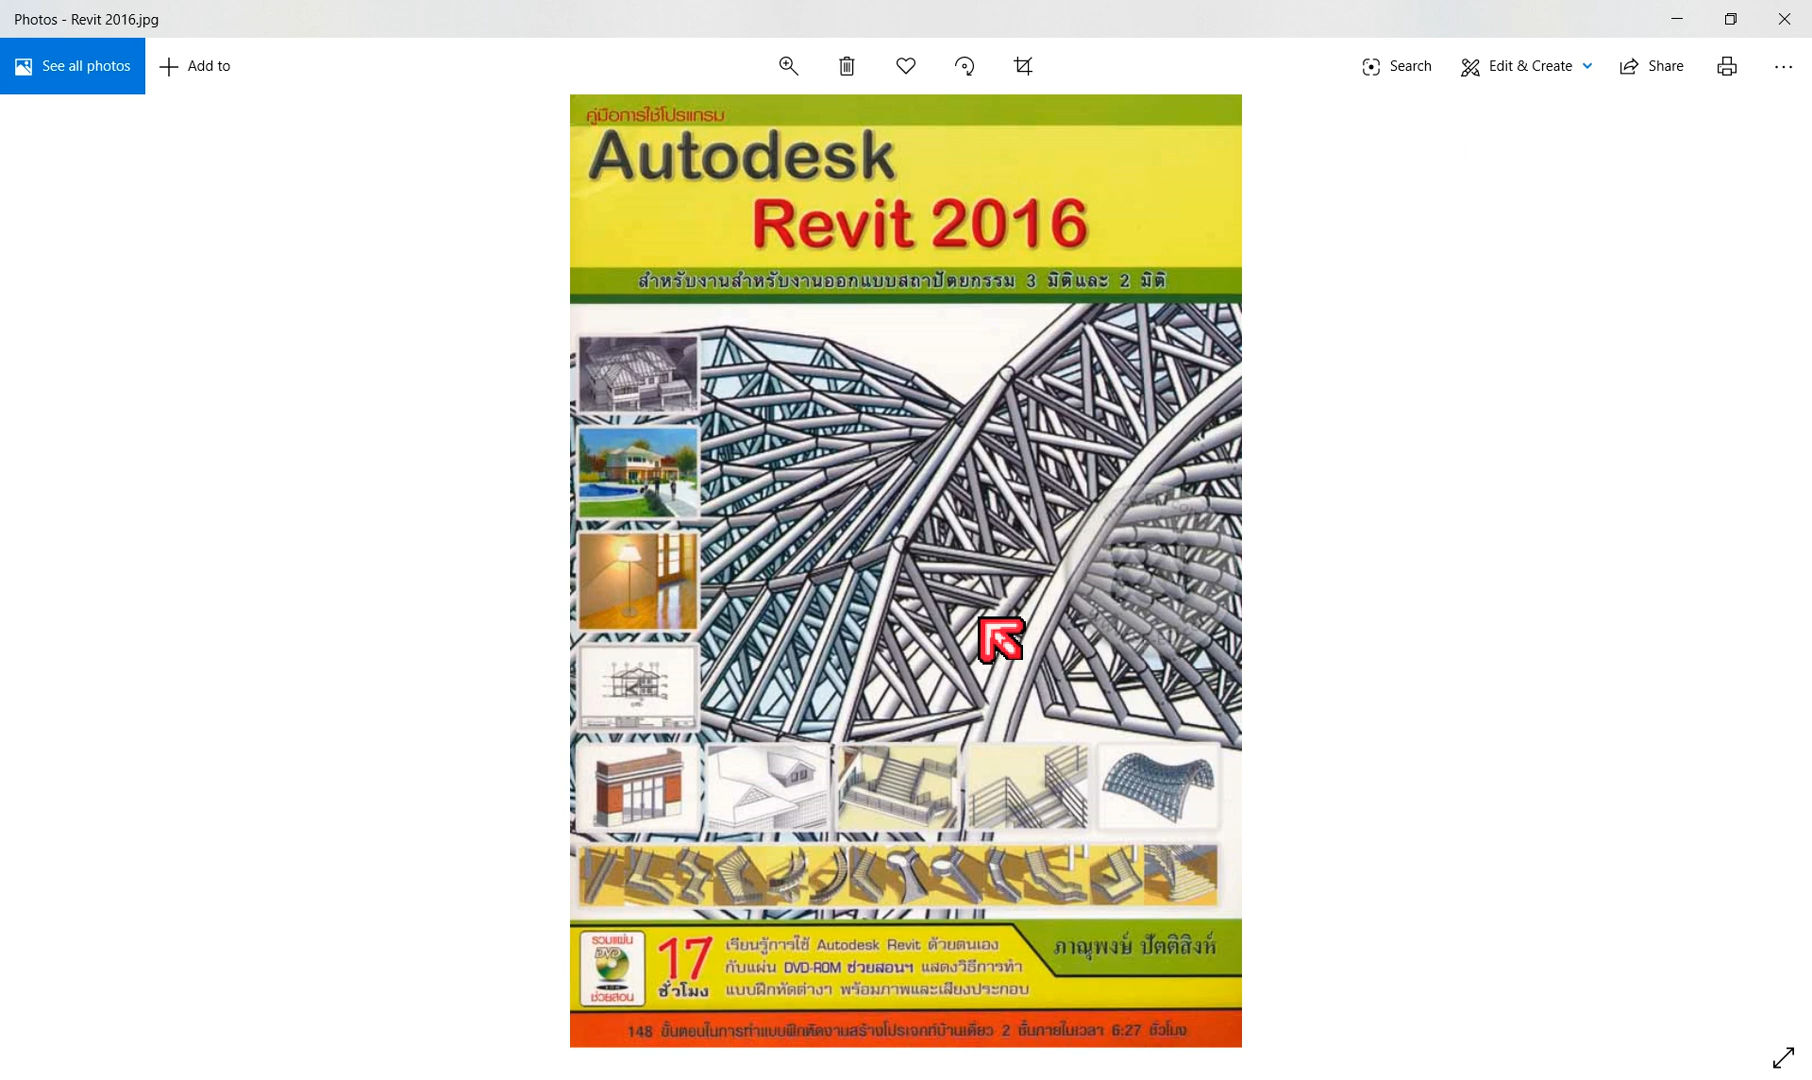 Photos - Revit 2016.jpg
See all photos
Add to
Search
Edit & Create
Share
คู่มือการใช้โปรแกรม
Autodesk
Revit 2016
สำหรับงานสำหรับงานออกแบบสถาปัตยกรรม 3 มิติและ 2 มิติ
รวมแผ่น
DVD
ช่วยสอน
17
ชั่วโมง
เรียนรู้การใช้ Autodesk Revit ด้วยตนเอง
กับแผ่น DVD-ROM ช่วยสอนฯ แสดงวิธีการทำ
แบบฝึกหัดต่างๆ พร้อมภาพและเสียงประกอบ
ภาณุพงษ์ ปัตติสิงห์
148 ขั้นตอนในการทำแบบฝึกหัดงานสร้างโปรเจกท์บ้านเดี่ยว 2 ชั้นภายในเวลา 6:27 ชั่วโมง